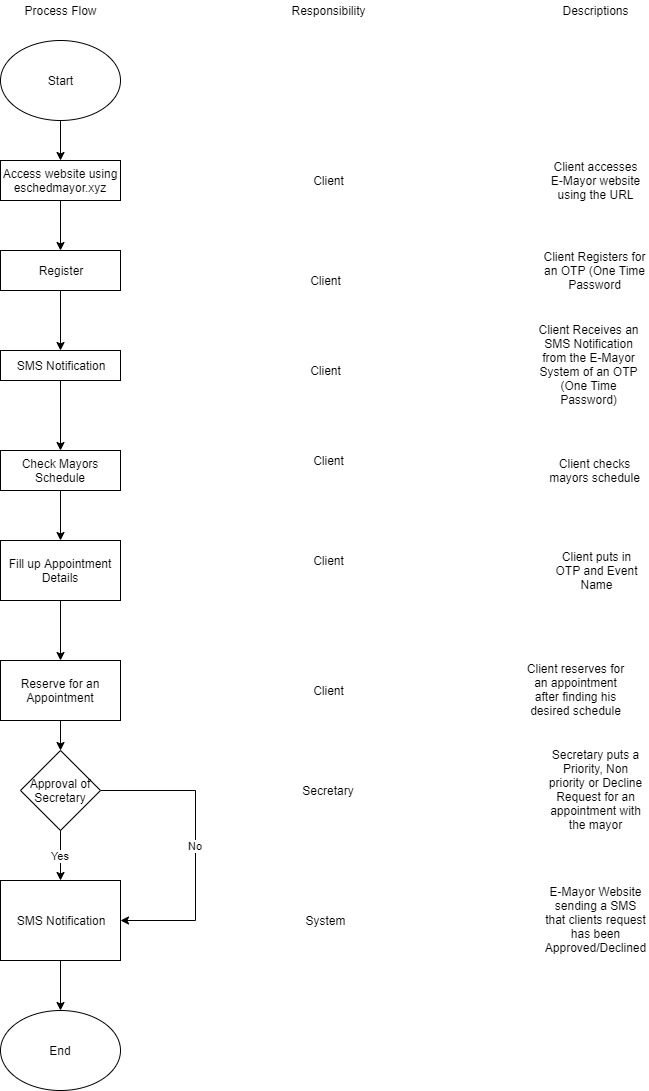 Process Flow
Responsibility
Descriptions
Start
Access website using
eschedmayor.xyz
Client
Client accesses
E-Mayor website
using the URL
Register
Client
Client Registers for
an OTP (One Time
Password
SMS Notification
Client
Client Receives an
SMS Notification
from the E-Mayor
System of an OTP
(One Time
Password)
Check Mayors
Schedule
Client
Client checks
mayors schedule
Fill up Appointment
Details
Client
Client puts in
OTP and Event
Name
Reserve for an
Appointment
Client
Client reserves for
an appointment
after finding his
desired schedule
Approval of
Secretary
Secretary
Secretary puts a
Priority, Non
priority or Decline
Request for an
appointment with
the mayor
No
Yes
SMS Notification
System
E-Mayor Website
sending a SMS
that clients request
has been
Approved/Declined
End